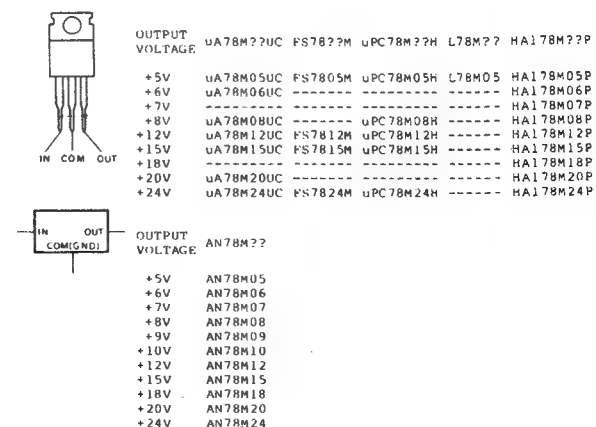 OUTPUT VOLTAGE uA78M??UC FS78??M uPC78M??H L78M?? HA178M??P
+5V uA78M05UC FS7805M uPC78M05H L78M05 HA178M05P
+6V uA78M06UC ------ --------- ------ HA178M06P
+7V --------- ------- --------- ------ HA178M07P
+8V uA78M08UC ------- uPC78M08H ------ HA178M08P
+12V uA78M12UC FS7812M uPC78M12H ------ HA178M12P
+15V uA78M15UC FS7815M uPC78M15H ------ HA178M15P
+18V --------- ------- --------- ------ HA178M18P
+20V uA78M20UC ------- --------- ------ HA178M20P
+24V uA78M24UC FS7824M uPC78M24H ------ HA178M24P
IN COM OUT
IN OUT
COM(GND)
OUTPUT VOLTAGE AN78M??
+5V AN78M05
+6V AN78M06
+7V AN78M07
+8V AN78M08
+9V AN78M09
+10V AN78M10
+12V AN78M12
+15V AN78M15
+18V AN78M18
+20V AN78M20
+24V AN78M24